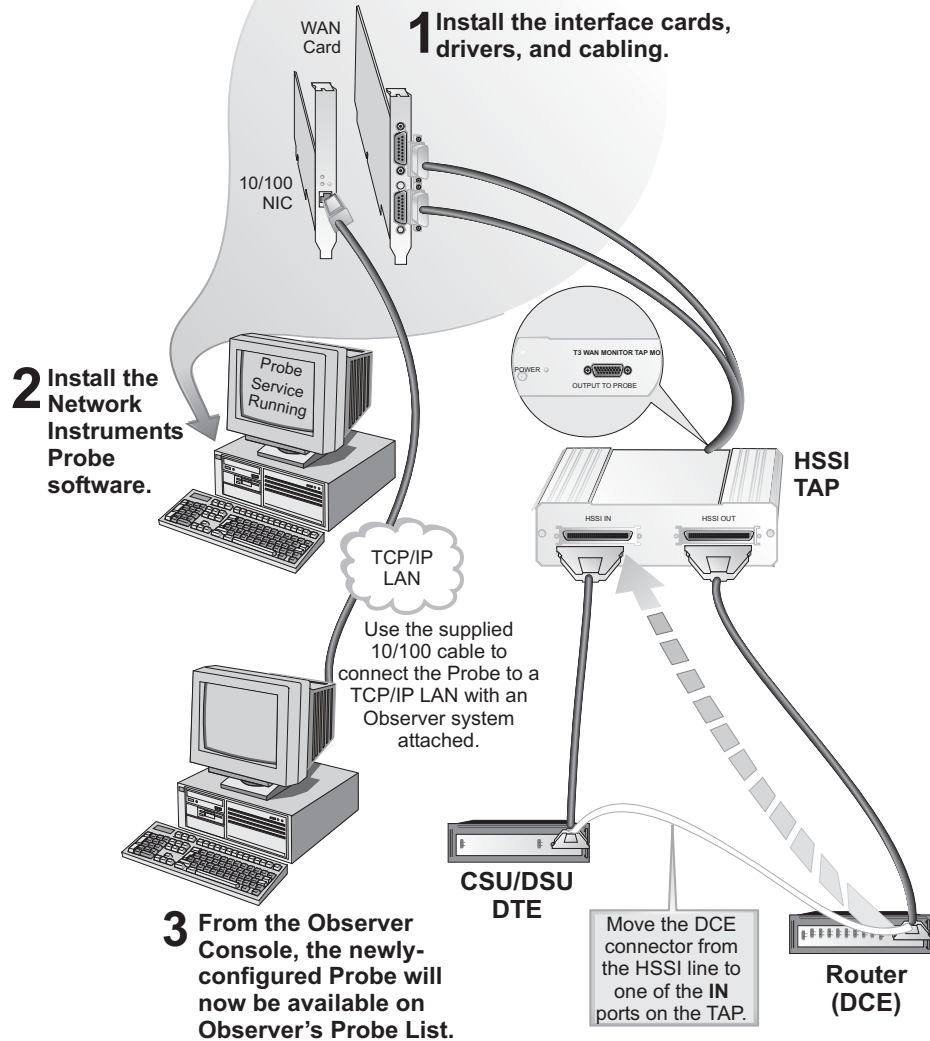 WAN
Card
1 Install the interface cards,
drivers, and cabling.
10/100
NIC
2 Install the
Network
Instruments
Probe
software.
Probe
Service
Running
T3 WAN MONITOR TAP MO
POWER
OUTPUT TO PROBE
HSSI
TAP
HSSI IN
HSSI OUT
TCP/IP
LAN
Use the supplied
10/100 cable to
connect the Probe to a
TCP/IP LAN with an
Observer system
attached.
CSU/DSU
DTE
Move the DCE
connector from
the HSSI line to
one of the IN
ports on the TAP.
Router
(DCE)
3 From the Observer
Console, the newly-
configured Probe will
now be available on
Observer's Probe List.